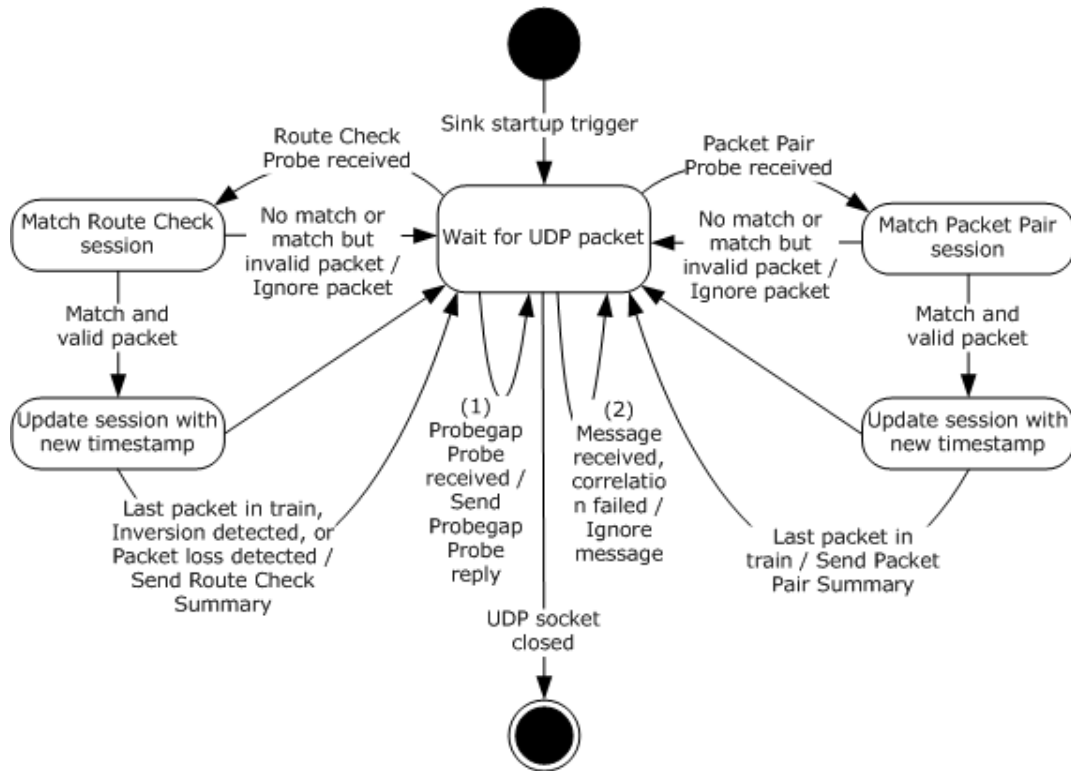 Sink startup trigger
Route Check
Probe received
Packet Pair
Probe received
Match Route Check
session
No match or
match but
invalid packet /
Ignore packet
Wait for UDP packet
No match or
match but
invalid packet /
Ignore packet
Match Packet Pair
session
Match and
valid packet
Match and
valid packet
Update session with
new timestamp
(1)
Probegap
Probe
received /
Send
Probegap
Probe
reply
(2)
Message
received,
correlatio
n failed /
Ignore
message
Update session with
new timestamp
Last packet in train,
Inversion detected, or
Packet loss detected /
Send Route Check
Summary
Last packet in
train / Send Packet
Pair Summary
UDP socket
closed